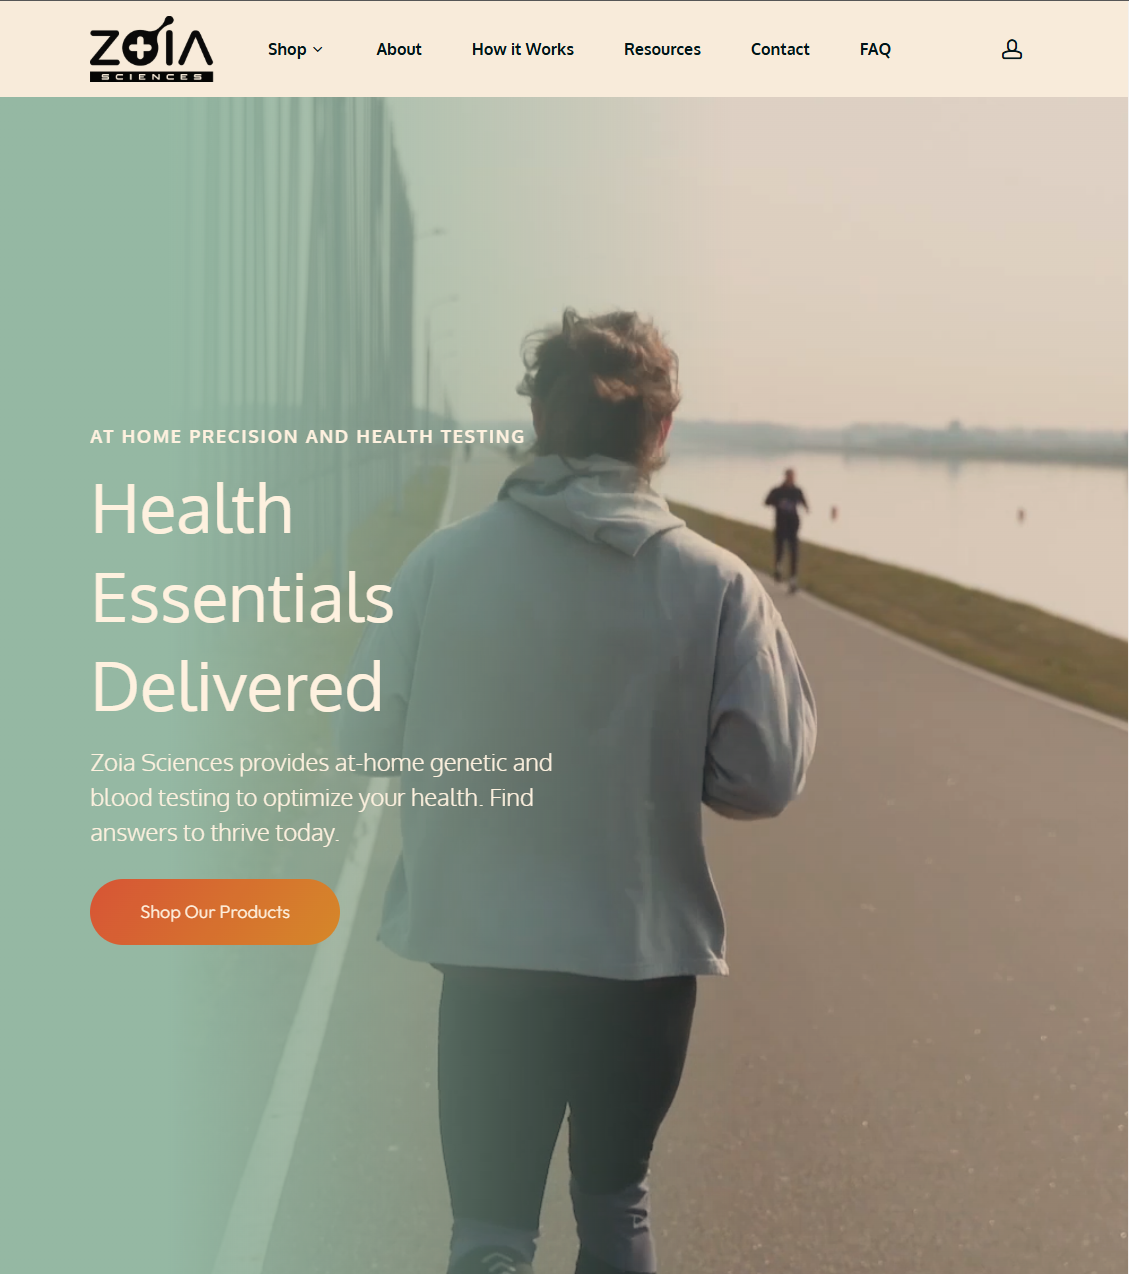 ZOIA
SCIENCES
Shop
About
How it Works
Resources
Contact
FAQ
AT HOME PRECISION AND HEALTH TESTING
Health
Essentials
Delivered
Zoia Sciences provides at-home genetic and
blood testing to optimize your health. Find
answers to thrive today.
Shop Our Products